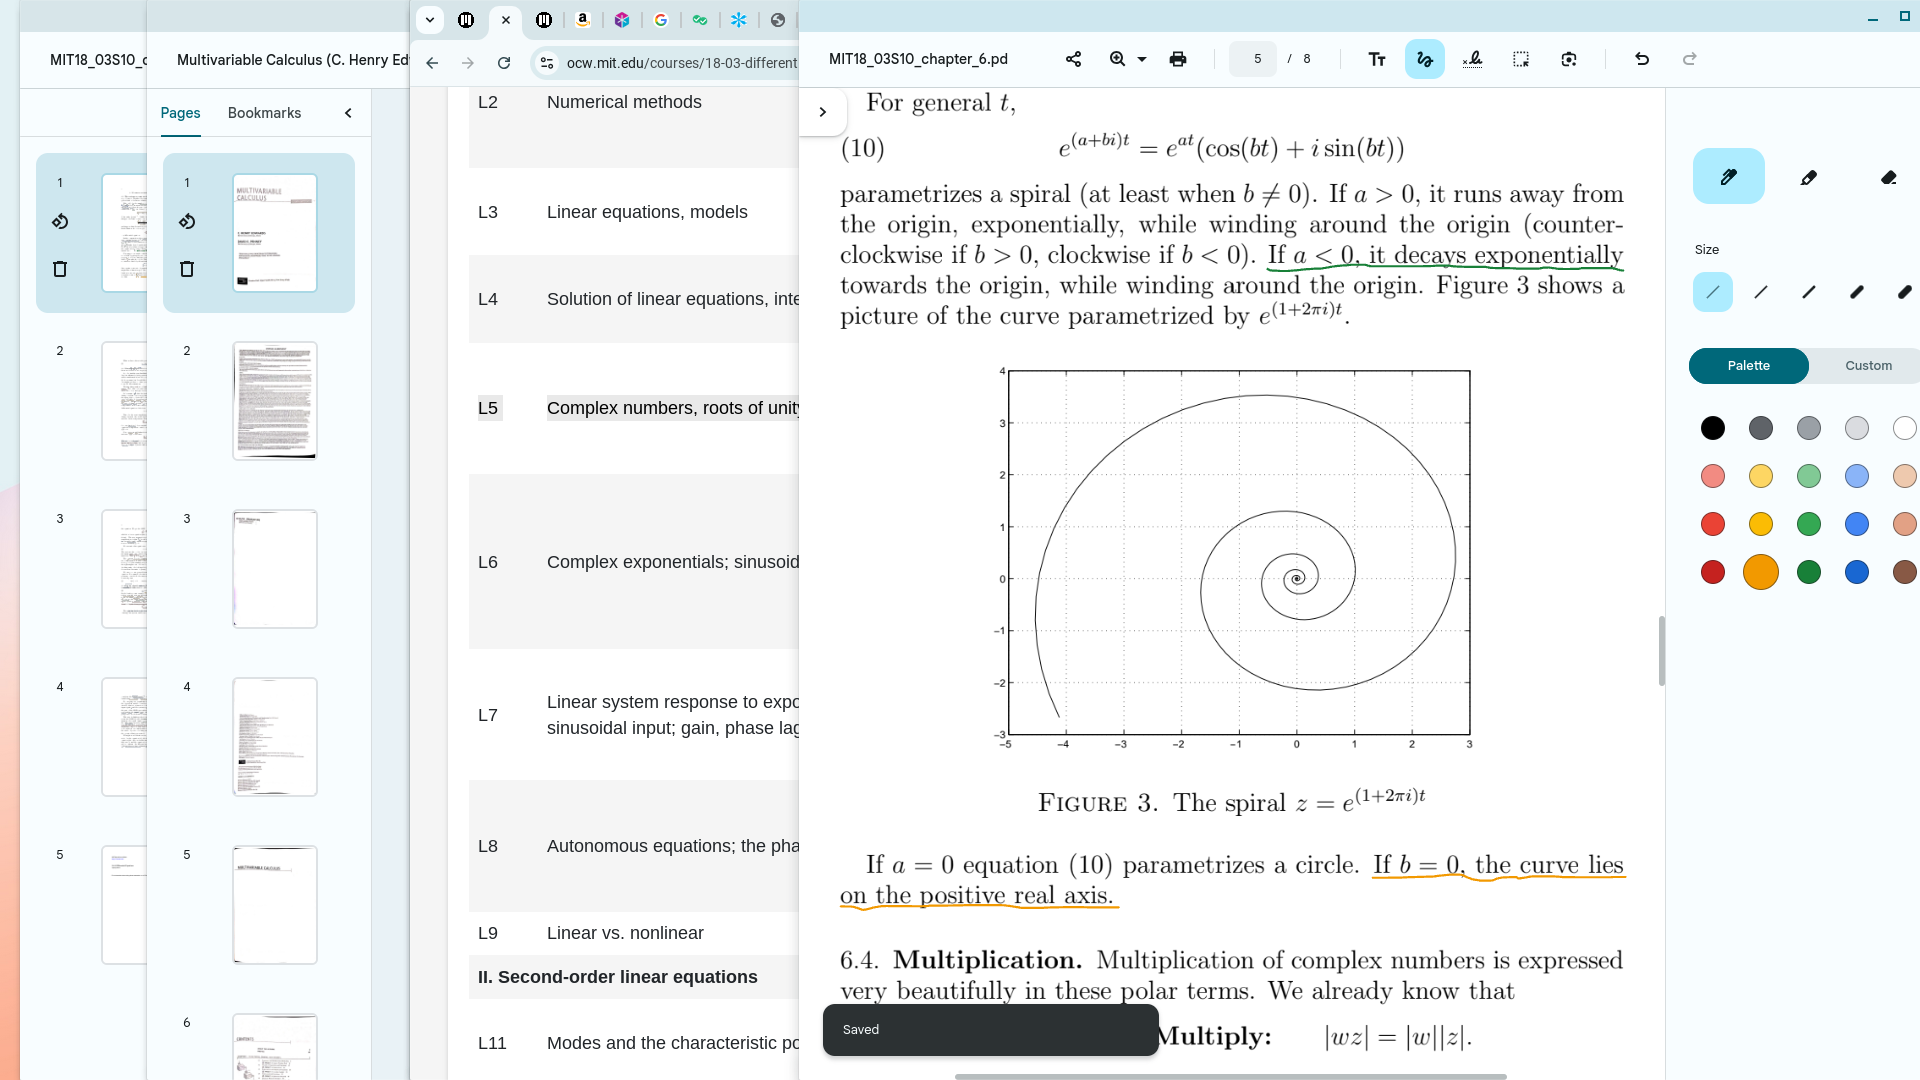 MIT18_03S10_c
1
2
3
4
5
Multivariable Calculus (C. Henry Ed
Pages
Bookmarks
1
MULTIVARIABLE
CALCULUS
2
3
4
5
6
ocw.mit.edu/courses/18-03-different
L2 Numerical methods
L3 Linear equations, models
L4 Solution of linear equations, inte
L5 Complex numbers, roots of unity
L6 Complex exponentials; sinusoid
L7 Linear system response to expo
sinusoidal input; gain, phase lag
L8 Autonomous equations; the pha
L9 Linear vs. nonlinear
II. Second-order linear equations
L11 Modes and the characteristic po
MIT18_03S10_chapter_6.pd
5 / 8
For general t,
(10) e^{(a+bi)t} = e^{at}(cos(bt) + i sin(bt))
parametrizes a spiral (at least when b ≠ 0). If a > 0, it runs away from
the origin, exponentially, while winding around the origin (counter-
clockwise if b > 0, clockwise if b < 0). If a < 0, it decays exponentially
towards the origin, while winding around the origin. Figure 3 shows a
picture of the curve parametrized by e^{(1+2πi)t}.
4
3
2
1
0
−1
−2
−3
−5 −4 −3 −2 −1 0 1 2 3
FIGURE 3. The spiral z = e^{(1+2πi)t}
If a = 0 equation (10) parametrizes a circle. If b = 0, the curve lies
on the positive real axis.
6.4. Multiplication. Multiplication of complex numbers is expressed
very beautifully in these polar terms. We already know that
Multiply: |wz| = |w||z|.
Saved
Size
Palette
Custom